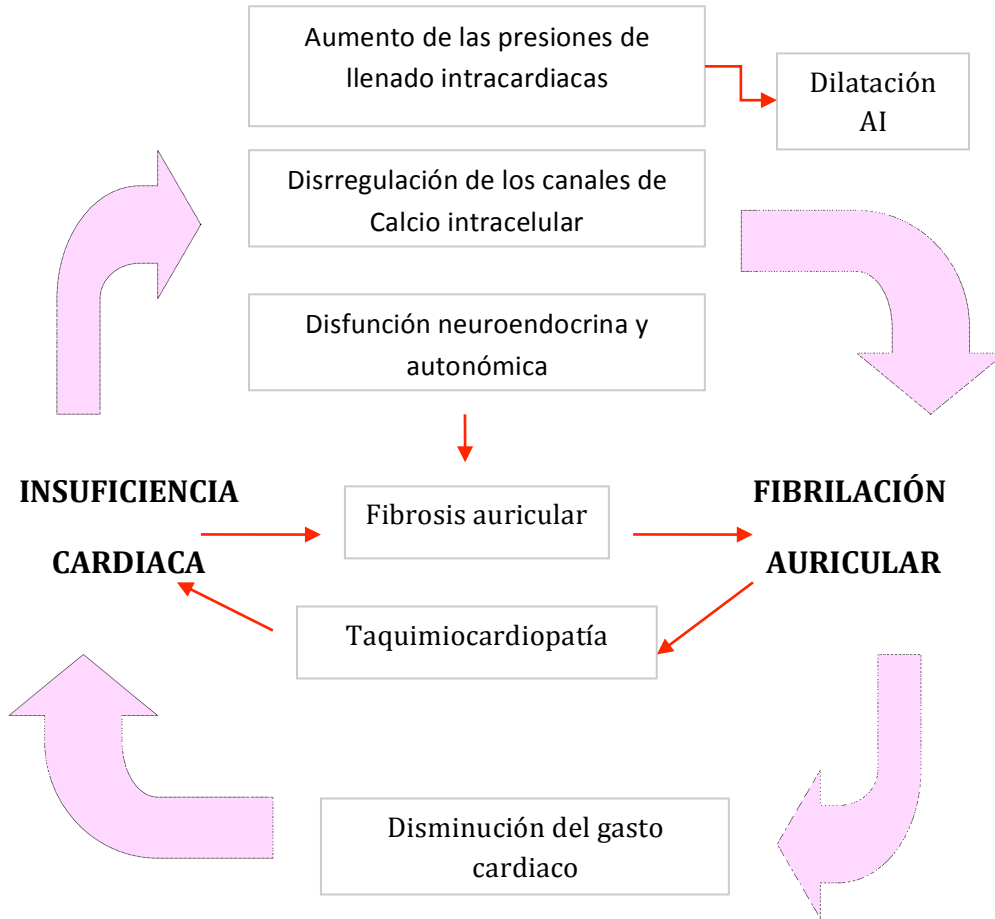 Aumento de las presiones de
llenado intracardiacas
Dilatación
AI
Disrregulación de los canales de
Calcio intracelular
Disfunción neuroendocrina y
autonómica
INSUFICIENCIA
CARDIACA
Fibrosis auricular
FIBRILACIÓN
AURICULAR
Taquimiocardiopatía
Disminución del gasto
cardiaco